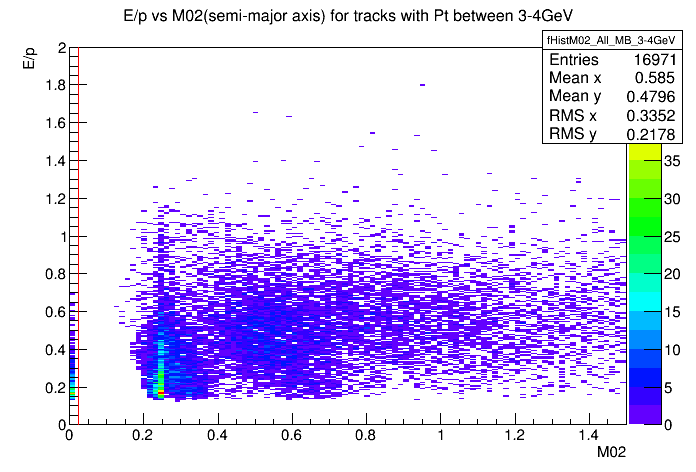 E/p vs M02(semi-major axis) for tracks with Pt between 3-4GeV
fHistM02_All_MB_3-4GeV
Entries 16971
Mean x 0.585
Mean y 0.4796
RMS x 0.3352
RMS y 0.2178
E/p
2
1.8
1.6
1.4
1.2
1
0.8
0.6
0.4
0.2
0
35
30
25
20
15
10
5
0
0 0.2 0.4 0.6 0.8 1 1.2 1.4
M02